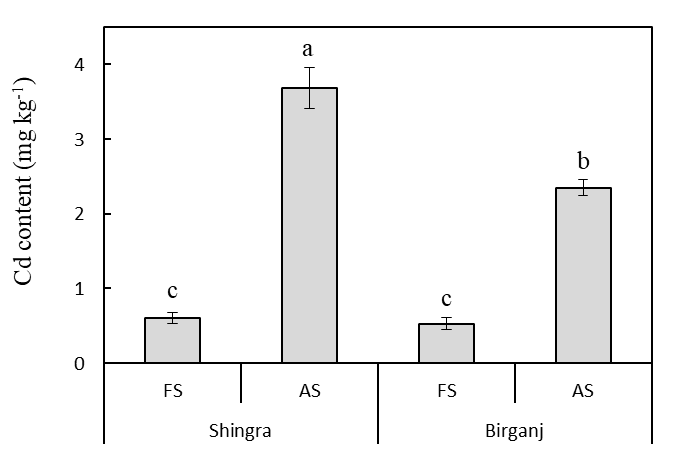 Cd content (mg kg⁻¹)
4
3
2
1
0
c
a
c
b
FS
AS
FS
AS
Shingra
Birganj